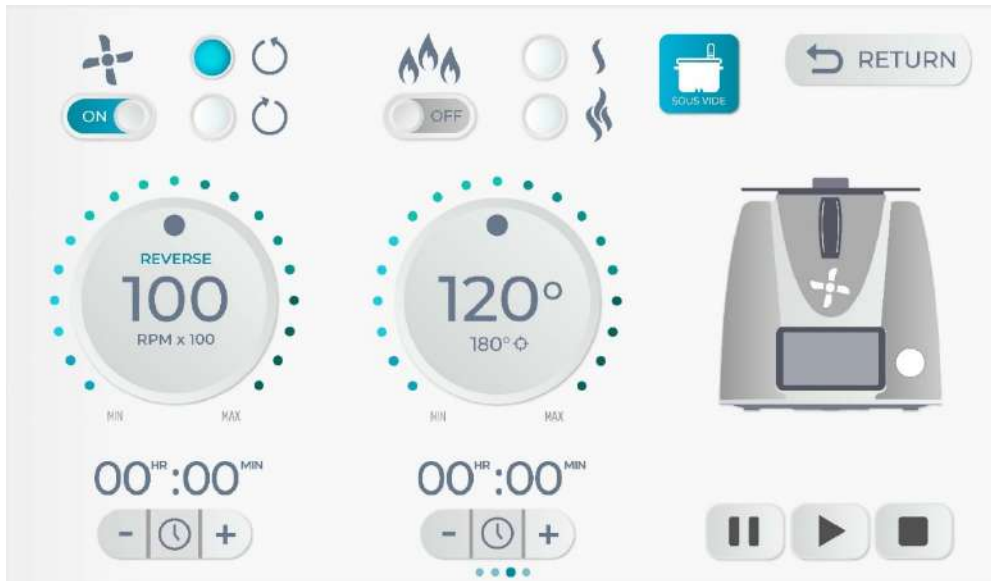 ON
OFF
SOUS VIDE
RETURN
REVERSE
100
RPM x 100
MIN
MAX
120°
180°
MIN
MAX
00HR:00MIN
- +
00HR:00MIN
- +